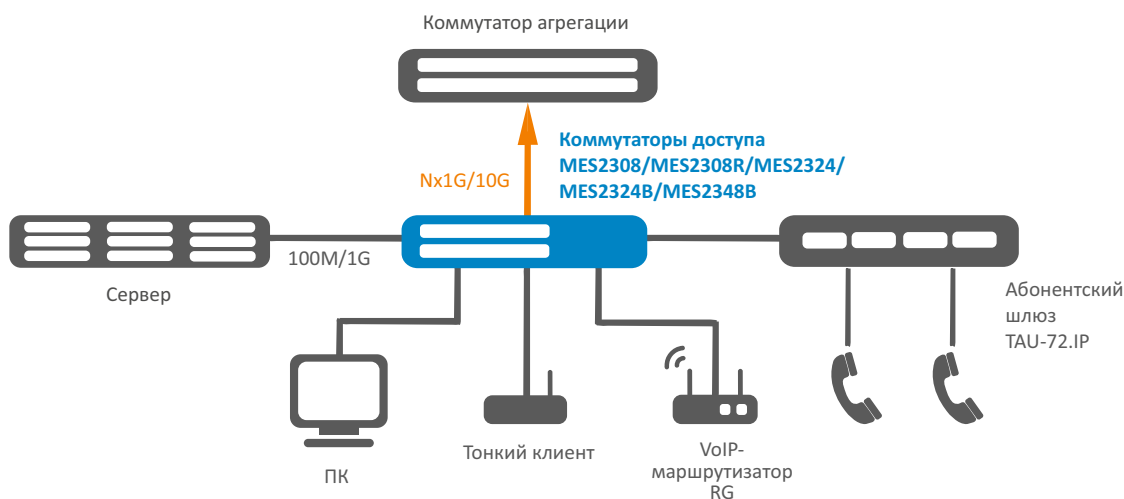 Коммутатор агрегации
Коммутаторы доступа
MES2308/MES2308R/MES2324/
MES2324B/MES2348B
Nx1G/10G
100M/1G
Сервер
Абонентский
шлюз
TAU-72.IP
ПК
Тонкий клиент
VoIP-
маршрутизатор
RG